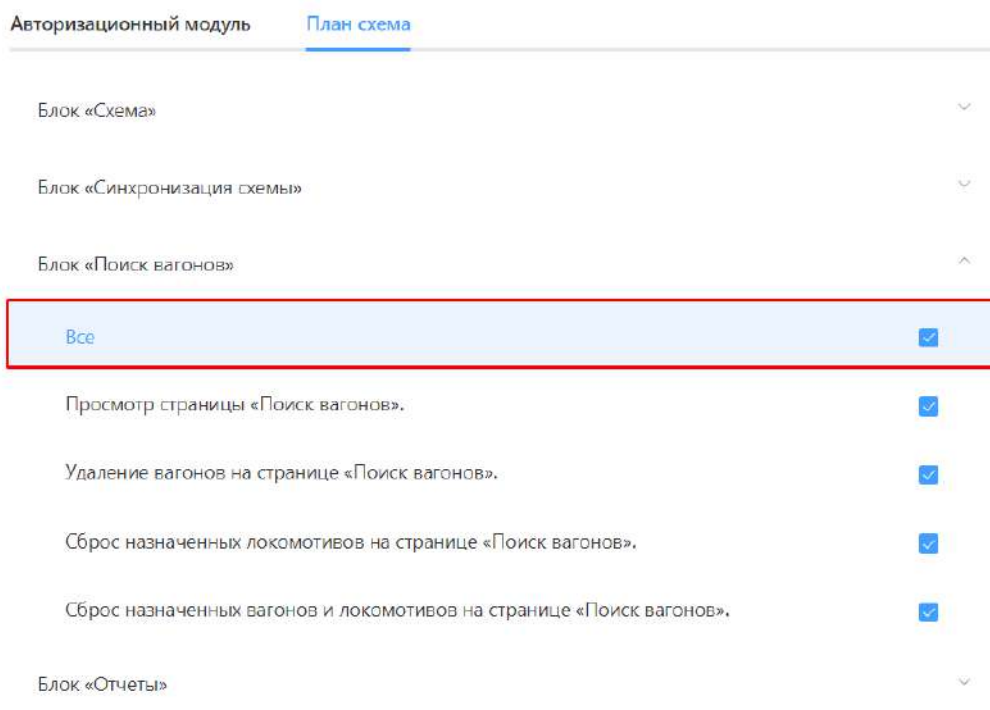 Авторизационный модуль План схема
Блок «Схема»
Блок «Синхронизация схемы»
Блок «Поиск вагонов»
Все
Просмотр страницы «Поиск вагонов».
Удаление вагонов на странице «Поиск вагонов».
Сброс назначенных локомотивов на странице «Поиск вагонов».
Сброс назначенных вагонов и локомотивов на странице «Поиск вагонов».
Блок «Отчеты»